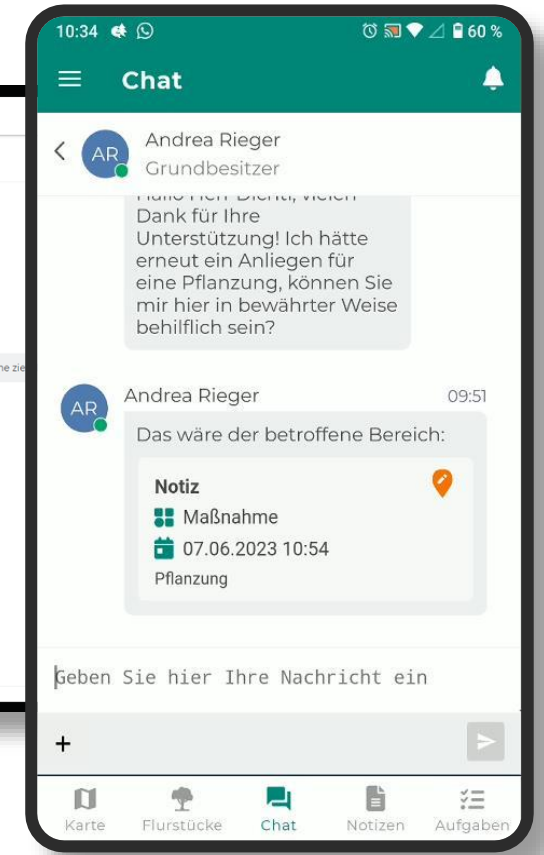 10:34 60 %
Chat
Andrea Rieger
AR
Grundbesitzer
Dank für Ihre
Unterstützung! Ich hätte
erneut ein Anliegen für
eine Pflanzung, können Sie
mir hier in bewährter Weise
behilflich sein?
Andrea Rieger 09:51
AR
Das wäre der betroffene Bereich:
Notiz
Maßnahme
07.06.2023 10:54
Pflanzung
Geben Sie hier Ihre Nachricht ein
+
Karte Flurstücke Chat Notizen Aufgaben